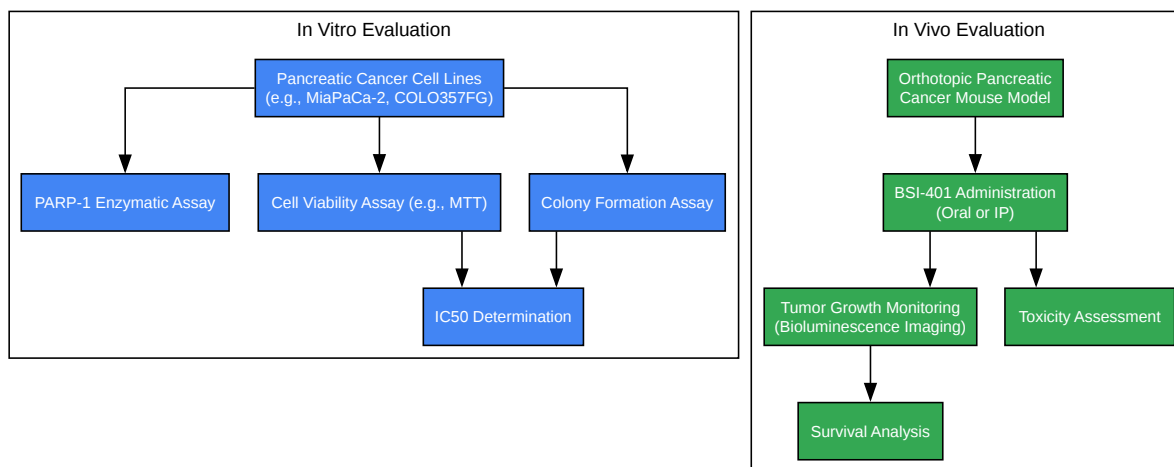 In Vitro Evaluation
Pancreatic Cancer Cell Lines
(e.g., MiaPaCa-2, COLO357FG)
PARP-1 Enzymatic Assay
Cell Viability Assay (e.g., MTT)
Colony Formation Assay
IC50 Determination
In Vivo Evaluation
Orthotopic Pancreatic
Cancer Mouse Model
BSI-401 Administration
(Oral or IP)
Tumor Growth Monitoring
(Bioluminescence Imaging)
Toxicity Assessment
Survival Analysis